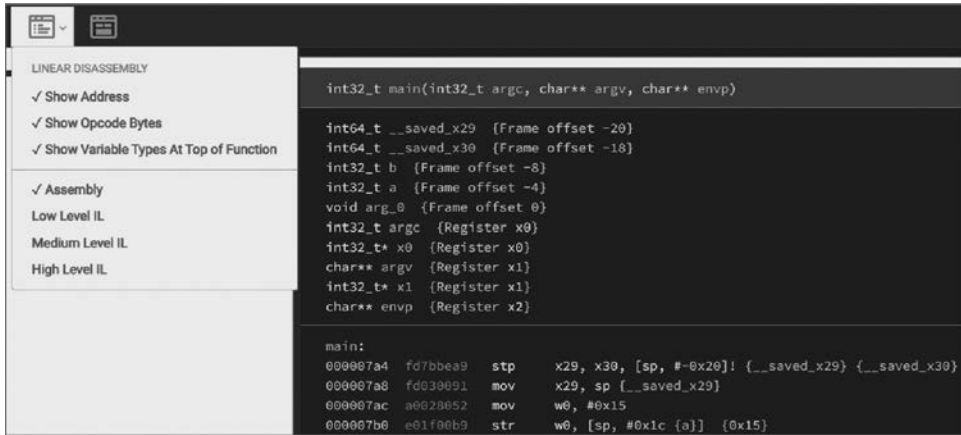 LINEAR DISASSEMBLY
✓ Show Address
✓ Show Opcode Bytes
✓ Show Variable Types At Top of Function
✓ Assembly
Low Level IL
Medium Level IL
High Level IL
int32_t main(int32_t argc, char** argv, char** envp)
int64_t __saved_x29 {Frame offset -20}
int64_t __saved_x30 {Frame offset -18}
int32_t b {Frame offset -8}
int32_t a {Frame offset -4}
void arg_0 {Frame offset 0}
int32_t argc {Register x0}
int32_t* x0 {Register x0}
char** argv {Register x1}
int32_t* x1 {Register x1}
char** envp {Register x2}
main:
000007a4 fd7bbea9 stp x29, x30, [sp, #-0x20]! {__saved_x29} {__saved_x30}
000007a8 fd030091 mov x29, sp {__saved_x29}
000007ac a0028052 mov w0, #0x15
000007b0 e01f00b9 str w0, [sp, #0x1c {a}] {0x15}